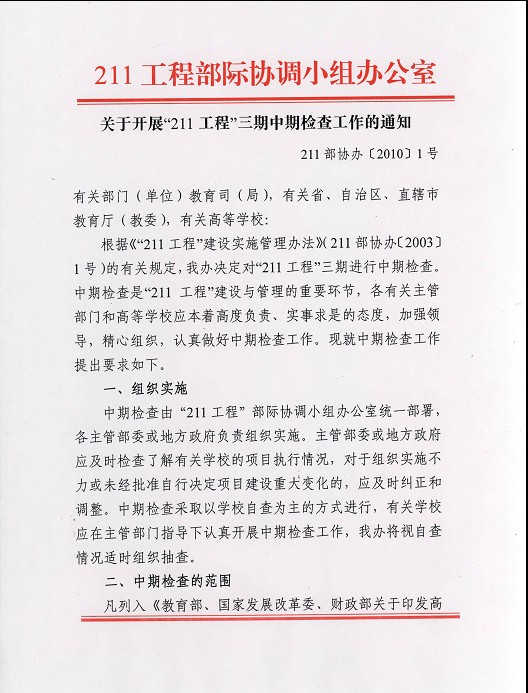 211 工程部际协调小组办公室
关于开展“211 工程”三期中期检查工作的通知
211 部协办〔2010〕1 号
有关部门（单位）教育司（局），有关省、自治区、直辖市
教育厅（教委），有关高等学校：
根据《“211 工程”建设实施管理办法》（211 部协办〔2003〕
1 号）的有关规定，我办决定对“211 工程”三期进行中期检查。
中期检查是“211 工程”建设与管理的重要环节，各有关主管
部门和高等学校应本着高度负责、实事求是的态度，加强领
导，精心组织，认真做好中期检查工作。现就中期检查工作
提出要求如下。
一、组织实施
中期检查由“211 工程”部际协调小组办公室统一部署，
各主管部委或地方政府负责组织实施。主管部委或地方政府
应及时检查了解有关学校的项目执行情况，对于组织实施不
力或未经批准自行决定项目建设重大变化的，应及时纠正和
调整。中期检查采取以学校自查为主的方式进行，有关学校
应在主管部门指导下认真开展中期检查工作，我办将视自查
情况适时组织抽查。
二、中期检查的范围
凡列入《教育部、国家发展改革委、财政部关于印发高